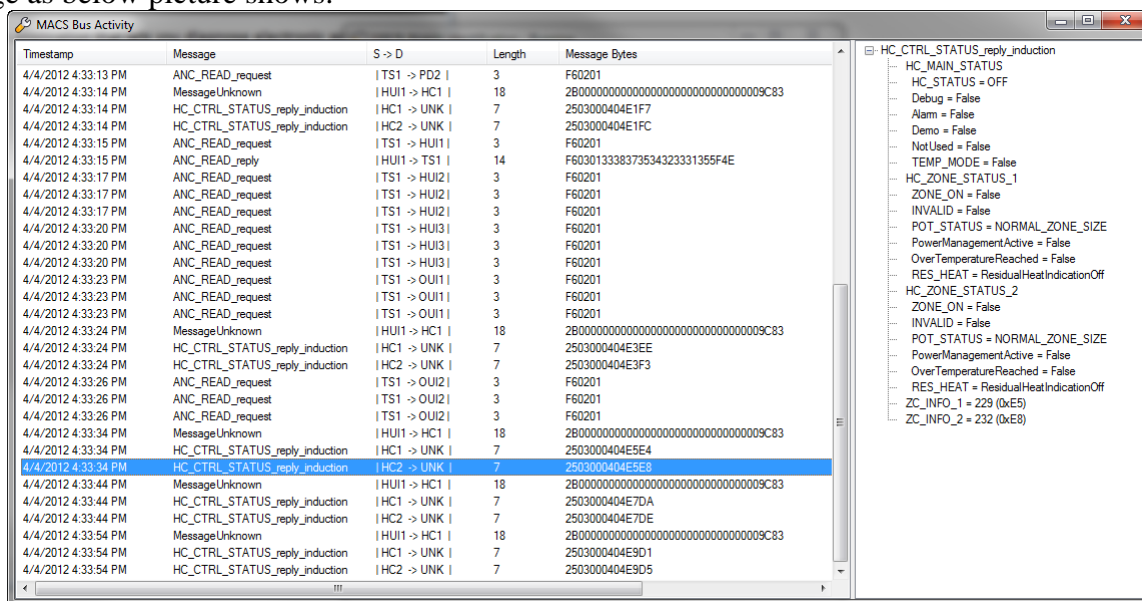 ge as below picture shows.
MACS Bus Activity
Timestamp Message S -> D Length Message Bytes
4/4/2012 4:33:13 PM ANC_READ_request | TS1 -> PD2 | 3 F60201
4/4/2012 4:33:14 PM MessageUnknown | HUI1 -> HC1 | 18 2B00000000000000000000000000009C83
4/4/2012 4:33:14 PM HC_CTRL_STATUS_reply_induction | HC1 -> UNK | 7 2503000404E1F7
4/4/2012 4:33:14 PM HC_CTRL_STATUS_reply_induction | HC2 -> UNK | 7 2503000404E1FC
4/4/2012 4:33:15 PM ANC_READ_request | TS1 -> HUI1 | 3 F60201
4/4/2012 4:33:15 PM ANC_READ_reply | HUI1 -> TS1 | 14 F603013338373534323331355F4E
4/4/2012 4:33:17 PM ANC_READ_request | TS1 -> HUI2 | 3 F60201
4/4/2012 4:33:17 PM ANC_READ_request | TS1 -> HUI2 | 3 F60201
4/4/2012 4:33:17 PM ANC_READ_request | TS1 -> HUI2 | 3 F60201
4/4/2012 4:33:20 PM ANC_READ_request | TS1 -> HUI3 | 3 F60201
4/4/2012 4:33:20 PM ANC_READ_request | TS1 -> HUI3 | 3 F60201
4/4/2012 4:33:20 PM ANC_READ_request | TS1 -> HUI3 | 3 F60201
4/4/2012 4:33:23 PM ANC_READ_request | TS1 -> OUI1 | 3 F60201
4/4/2012 4:33:23 PM ANC_READ_request | TS1 -> OUI1 | 3 F60201
4/4/2012 4:33:23 PM ANC_READ_request | TS1 -> OUI1 | 3 F60201
4/4/2012 4:33:24 PM MessageUnknown | HUI1 -> HC1 | 18 2B00000000000000000000000000009C83
4/4/2012 4:33:24 PM HC_CTRL_STATUS_reply_induction | HC1 -> UNK | 7 2503000404E3EE
4/4/2012 4:33:24 PM HC_CTRL_STATUS_reply_induction | HC2 -> UNK | 7 2503000404E3F3
4/4/2012 4:33:26 PM ANC_READ_request | TS1 -> OUI2 | 3 F60201
4/4/2012 4:33:26 PM ANC_READ_request | TS1 -> OUI2 | 3 F60201
4/4/2012 4:33:26 PM ANC_READ_request | TS1 -> OUI2 | 3 F60201
4/4/2012 4:33:34 PM MessageUnknown | HUI1 -> HC1 | 18 2B00000000000000000000000000009C83
4/4/2012 4:33:34 PM HC_CTRL_STATUS_reply_induction | HC1 -> UNK | 7 2503000404E5E4
4/4/2012 4:33:34 PM HC_CTRL_STATUS_reply_induction | HC2 -> UNK | 7 2503000404E5E8
4/4/2012 4:33:44 PM MessageUnknown | HUI1 -> HC1 | 18 2B00000000000000000000000000009C83
4/4/2012 4:33:44 PM HC_CTRL_STATUS_reply_induction | HC1 -> UNK | 7 2503000404E7DA
4/4/2012 4:33:44 PM HC_CTRL_STATUS_reply_induction | HC2 -> UNK | 7 2503000404E7DE
4/4/2012 4:33:54 PM MessageUnknown | HUI1 -> HC1 | 18 2B00000000000000000000000000009C83
4/4/2012 4:33:54 PM HC_CTRL_STATUS_reply_induction | HC1 -> UNK | 7 2503000404E9D1
4/4/2012 4:33:54 PM HC_CTRL_STATUS_reply_induction | HC2 -> UNK | 7 2503000404E9D5
HC_CTRL_STATUS_reply_induction
HC_MAIN_STATUS
HC_STATUS = OFF
Debug = False
Alarm = False
Demo = False
NotUsed = False
TEMP_MODE = False
HC_ZONE_STATUS_1
ZONE_ON = False
INVALID = False
POT_STATUS = NORMAL_ZONE_SIZE
PowerManagementActive = False
OverTemperatureReached = False
RES_HEAT = ResidualHeatIndicationOff
HC_ZONE_STATUS_2
ZONE_ON = False
INVALID = False
POT_STATUS = NORMAL_ZONE_SIZE
PowerManagementActive = False
OverTemperatureReached = False
RES_HEAT = ResidualHeatIndicationOff
ZC_INFO_1 = 229 (0xE5)
ZC_INFO_2 = 232 (0xE8)